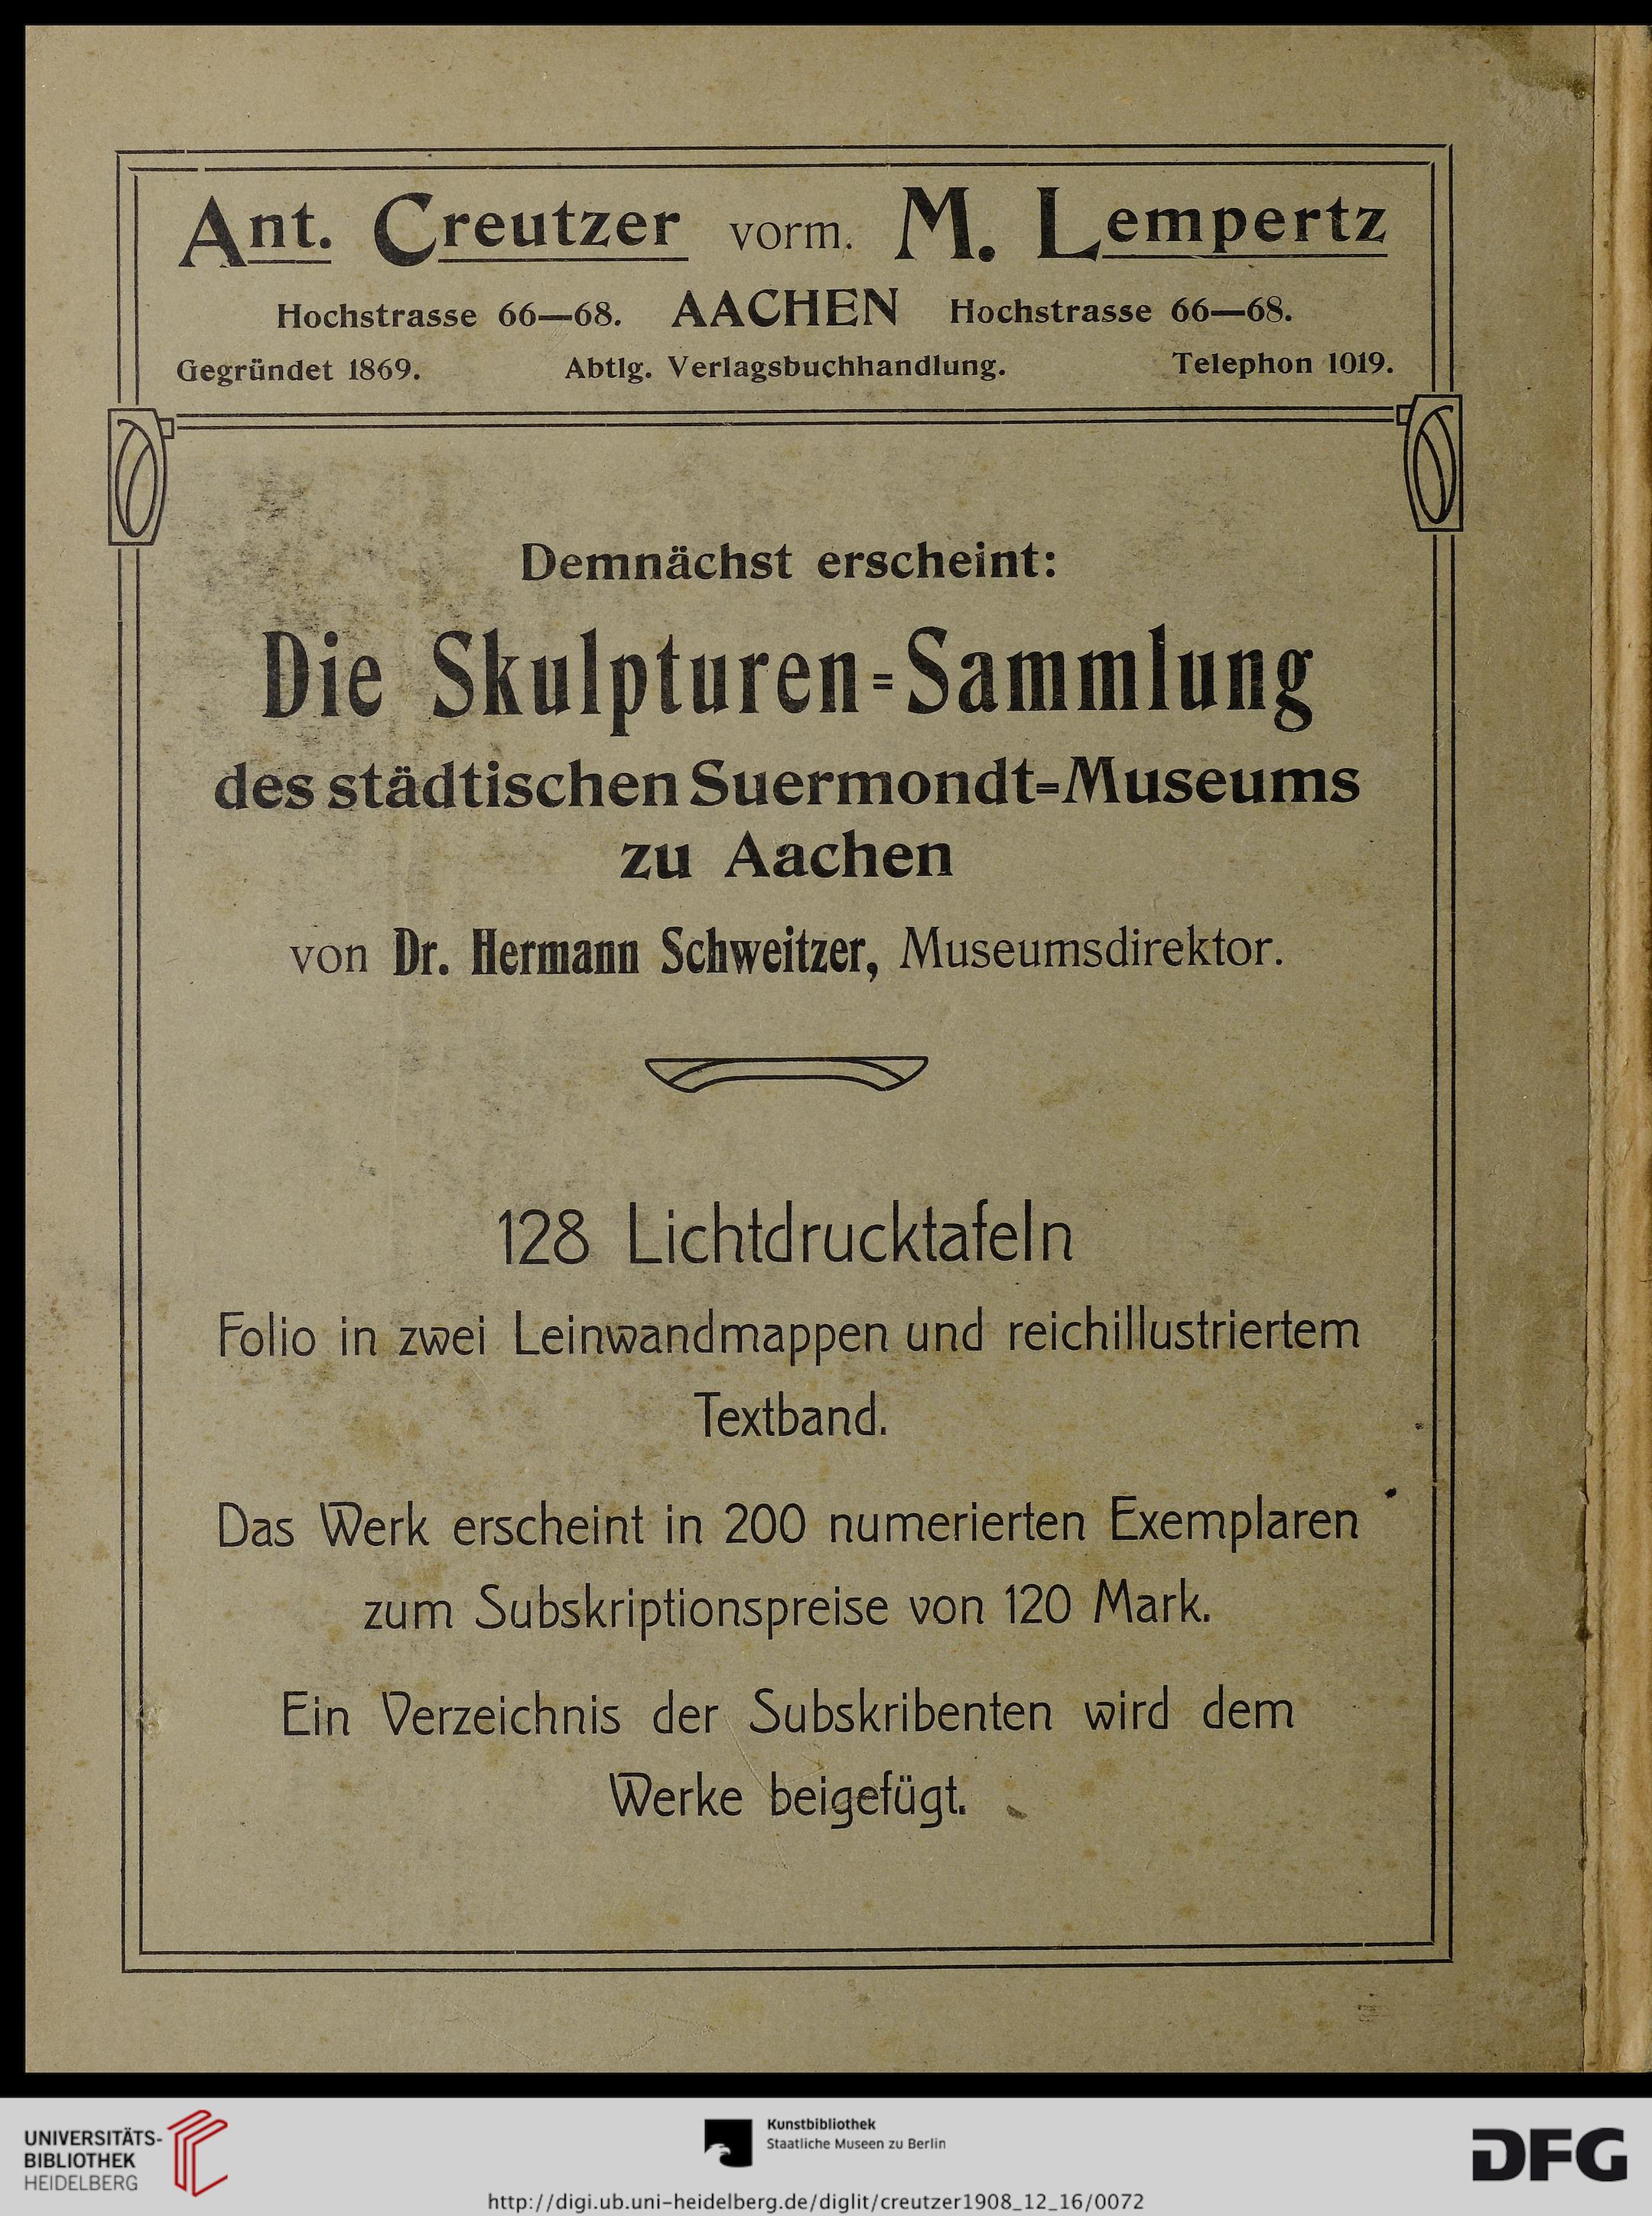 Ant. Creutzer vorm. M. Lempertz
Hochstrasse 66—68. AACHEN Hochstrasse 66—68.
Gegründet 1869. Abtlg. Verlagsbuchhandlung. Telephon 1019.
Demnächst erscheint:
Die Skulpturen=Sammlung
des städtischen Suermondt=Museums
zu Aachen
von Dr. Hermann Schweitzer, Museumsdirektor.
128 Lichtdrucktafeln
Folio in zwei Leinwandmappen und reichillustriertem
Textband.
Das Werk erscheint in 200 numerierten Exemplaren
zum Subskriptionspreise von 120 Mark.
Ein Verzeichnis der Subskribenten wird dem
Werke beigefügt.
UNIVERSITÄTS-
BIBLIOTHEK
HEIDELBERG
Kunstbibliothek
Staatliche Museen zu Berlin
DFG
http://digi.ub.uni-heidelberg.de/diglit/creutzer1908_12_16/0072